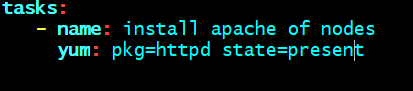 tasks:
    - name: install apache of nodes
      yum: pkg=httpd state=present